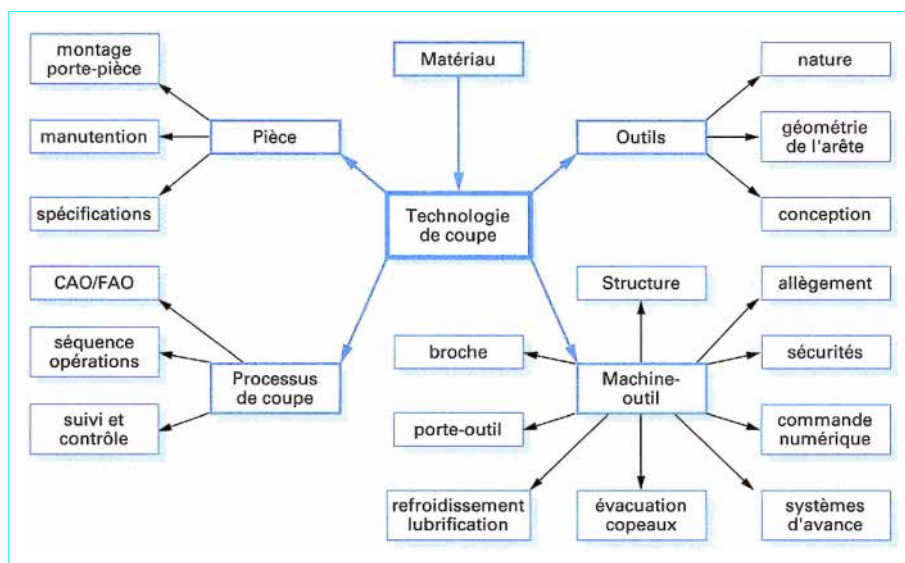 montage
porte-pièce
Matériau
nature
manutention
Pièce
Outils
géométrie
de l'arête
spécifications
Technologie
de coupe
conception
CAO/FAO
Structure
allègement
séquence
opérations
broche
sécurités
Processus
de coupe
Machine-
outil
suivi et
contrôle
porte-outil
commande
numérique
refroidissement
lubrification
évacuation
copeaux
systèmes
d'avance